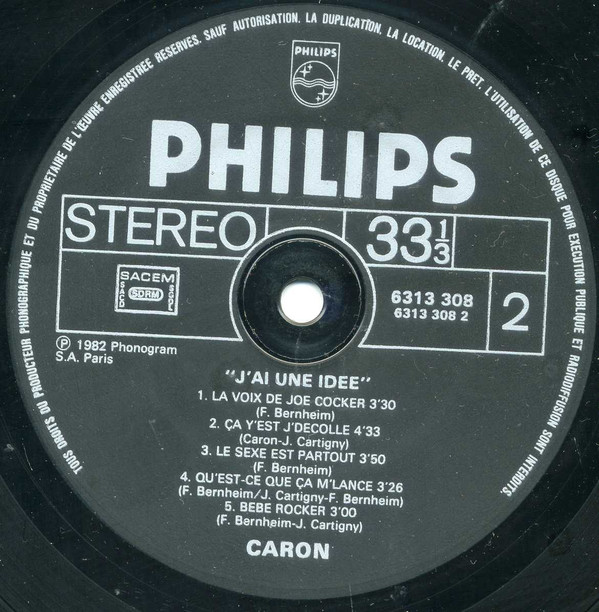 TOUS DROITS DU PRODUCTEUR PHONOGRAPHIQUE ET DU PROPRIETAIRE DE L'ŒUVRE ENREGISTREE RESERVES. SAUF AUTORISATION, LA DUPLICATION, LA LOCATION, LE PRET, L'UTILISATION DE CE DISQUE POUR EXECUTION PUBLIQUE ET RADIODIFFUSION SONT INTERDITS.
PHILIPS
PHILIPS
STEREO
33 1/3
SACEM
SACD
SDRM
SGDL
6313 308
6313 308 2
2
Ⓟ 1982 Phonogram
S.A. Paris
"J'AI UNE IDEE"
1. LA VOIX DE JOE COCKER 3'30
(F. Bernheim)
2. ÇA Y'EST J'DECOLLE 4'33
(Caron-J. Cartigny)
3. LE SEXE EST PARTOUT 3'50
(F. Bernheim)
4. QU'EST-CE QUE ÇA M'LANCE 3'26
(F. Bernheim/J. Cartigny-F. Bernheim)
5. BEBE ROCKER 3'00
(F. Bernheim-J. Cartigny)
CARON